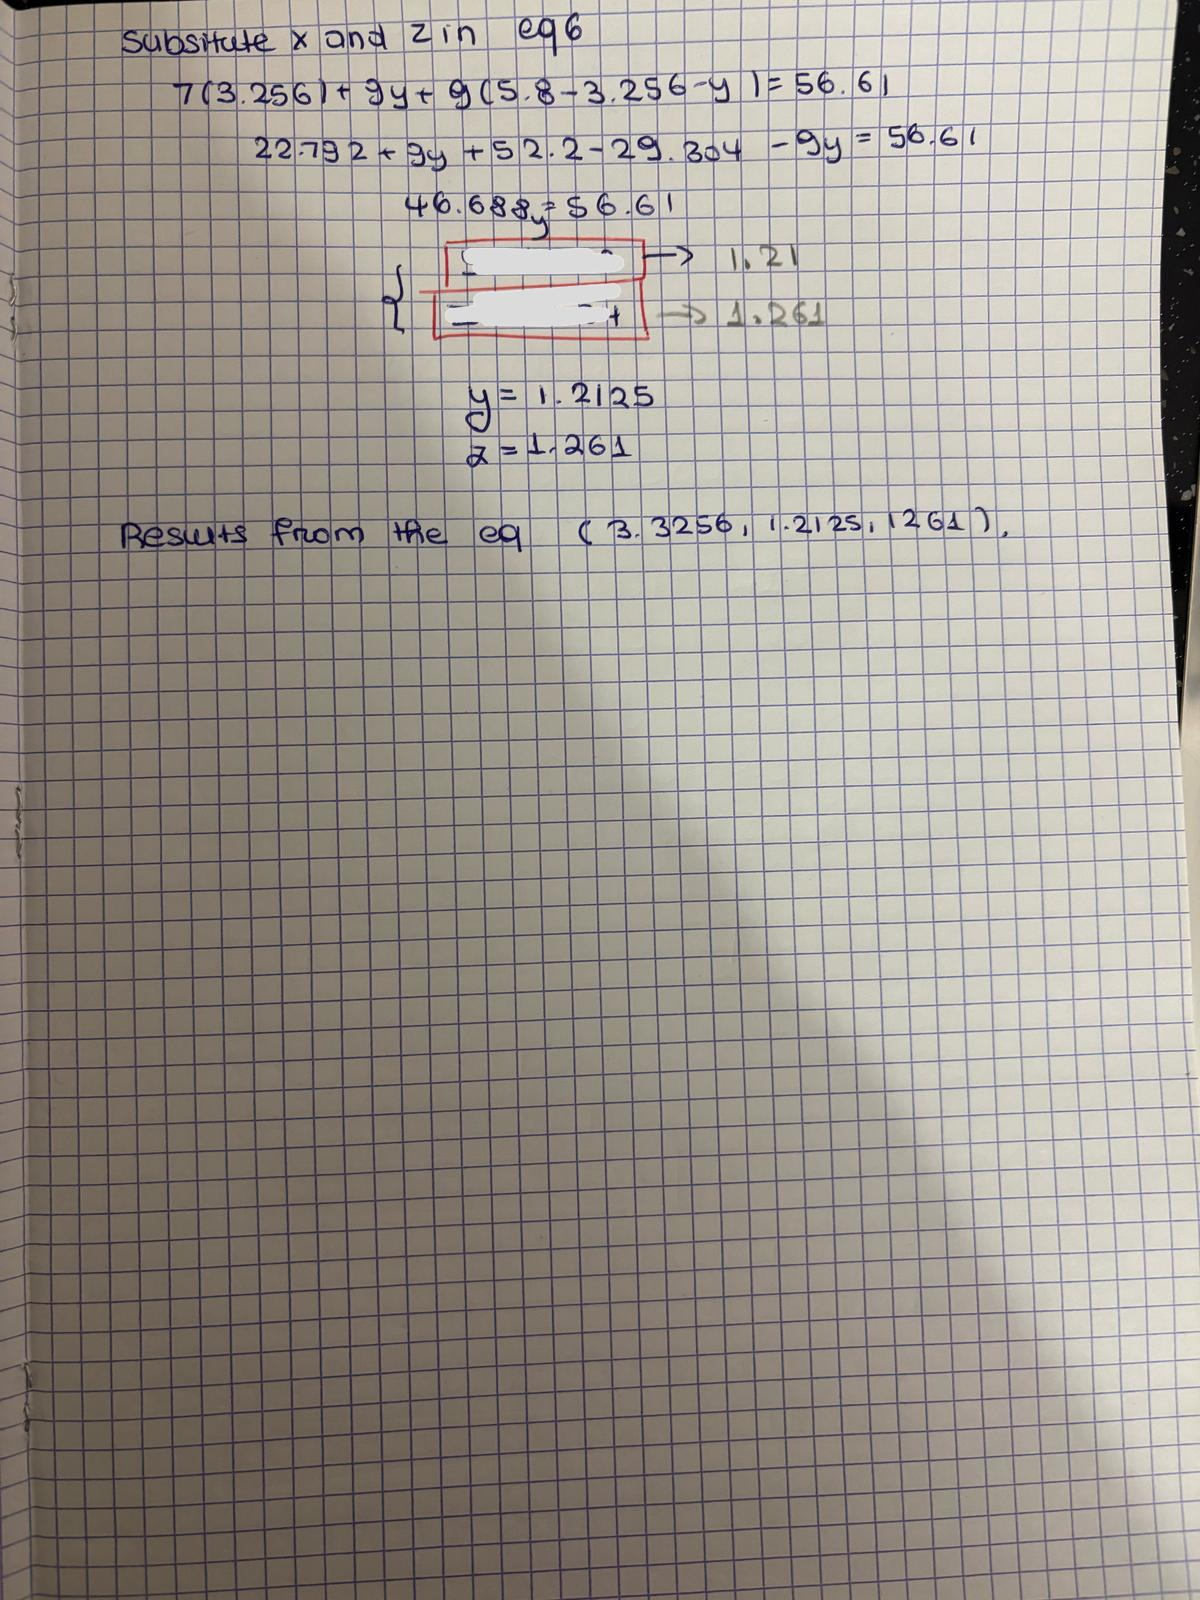 Subsitute x and z in eq6
7(3.256)+9y+9(5.8-3.256-y)=56.61
22.792+9y+52.2-29.304-9y=56.61
46.688y=56.61
→ 1.21
→ 1.261
y=1.2125
z=1.261
Results from the eq (3.3256, 1.2125, 1261).